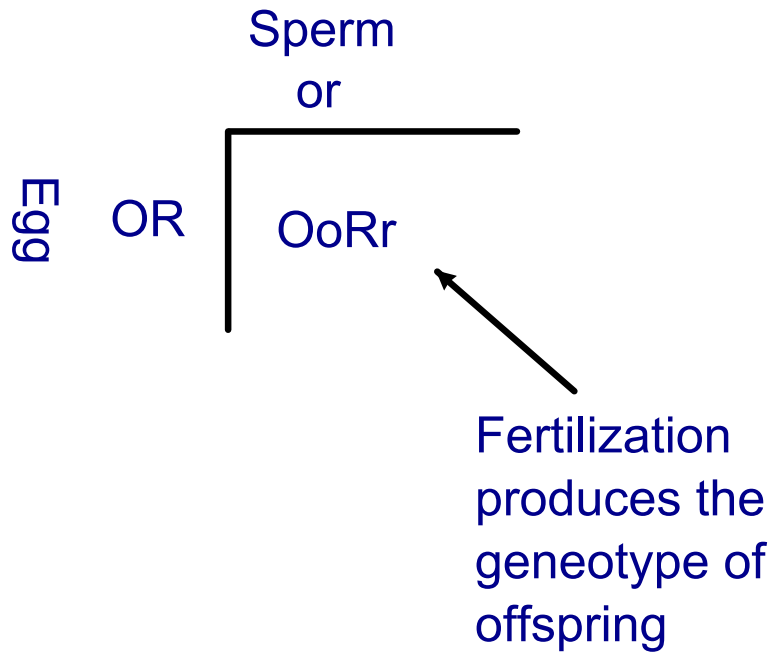 Sperm
or
Egg
OR
OoRr
Fertilization
produces the
geneotype of
offspring